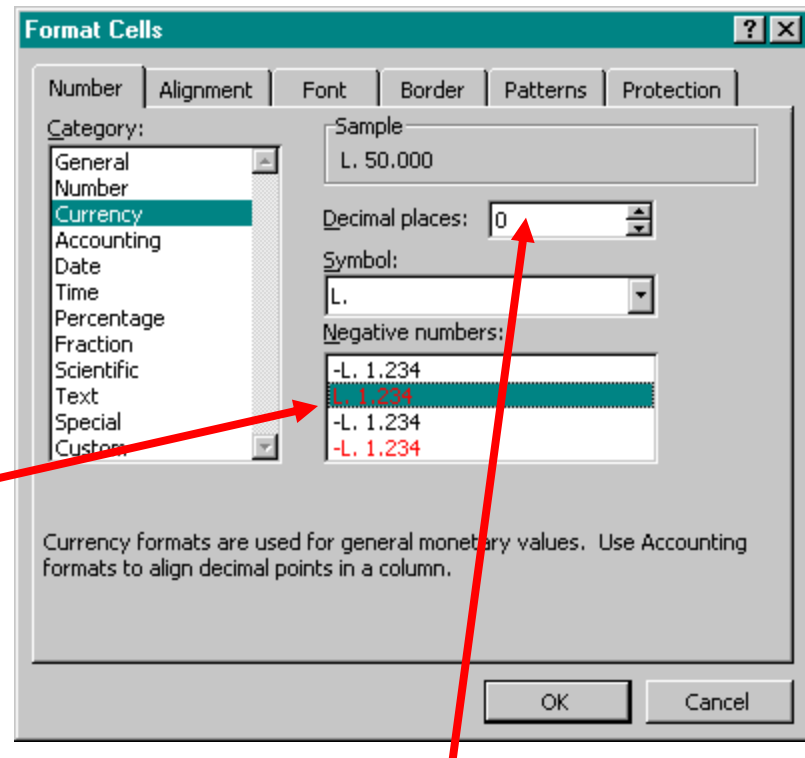 Format Cells
Number Alignment Font Border Patterns Protection
Category:
General
Number
Currency
Accounting
Date
Time
Percentage
Fraction
Scientific
Text
Special
Custom
Sample
L. 50.000
Decimal places: 0
Symbol:
L.
Negative numbers:
-L. 1.234
L. 1.234
-L. 1.234
-L. 1.234
Currency formats are used for general monetary values. Use Accounting
formats to align decimal points in a column.
OK Cancel